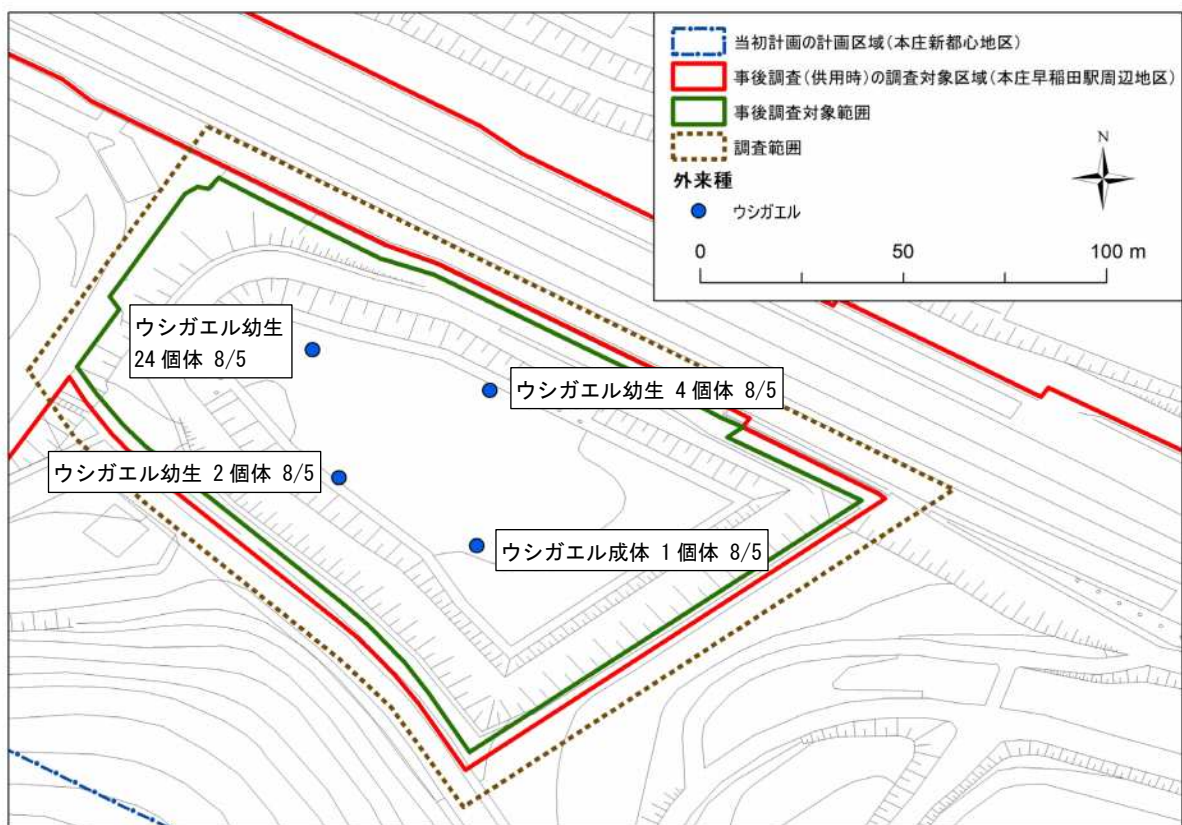 当初計画の計画区域(本庄新都心地区)
事後調査(供用時)の調査対象区域(本庄早稲田駅周辺地区)
事後調査対象範囲
調査範囲
外来種
ウシガエル
N
0 50 100 m
ウシガエル幼生
24個体 8/5
ウシガエル幼生 4個体 8/5
ウシガエル幼生 2個体 8/5
ウシガエル成体 1個体 8/5